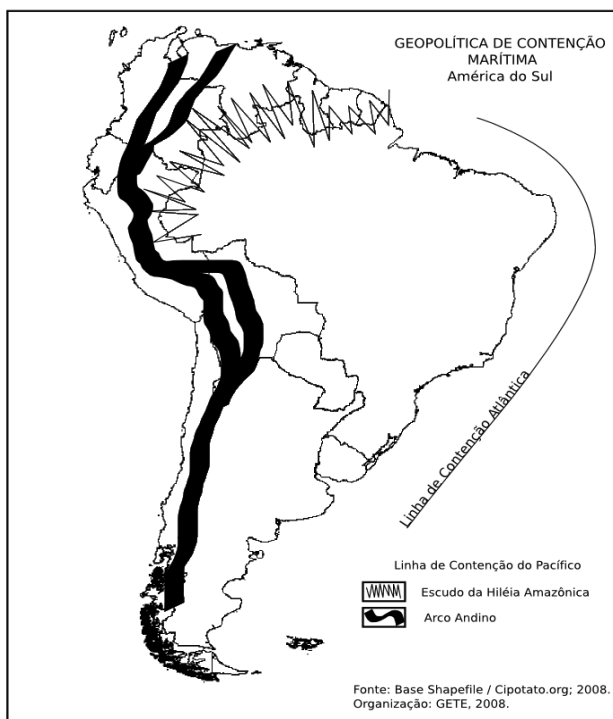 GEOPOLÍTICA DE CONTENÇÃO
MARÍTIMA
América do Sul
Linha de Contenção Atlântica
Linha de Contenção do Pacífico
Escudo da Hiléia Amazônica
Arco Andino
Fonte: Base Shapefile / Cipotato.org; 2008.
Organização: GETE, 2008.